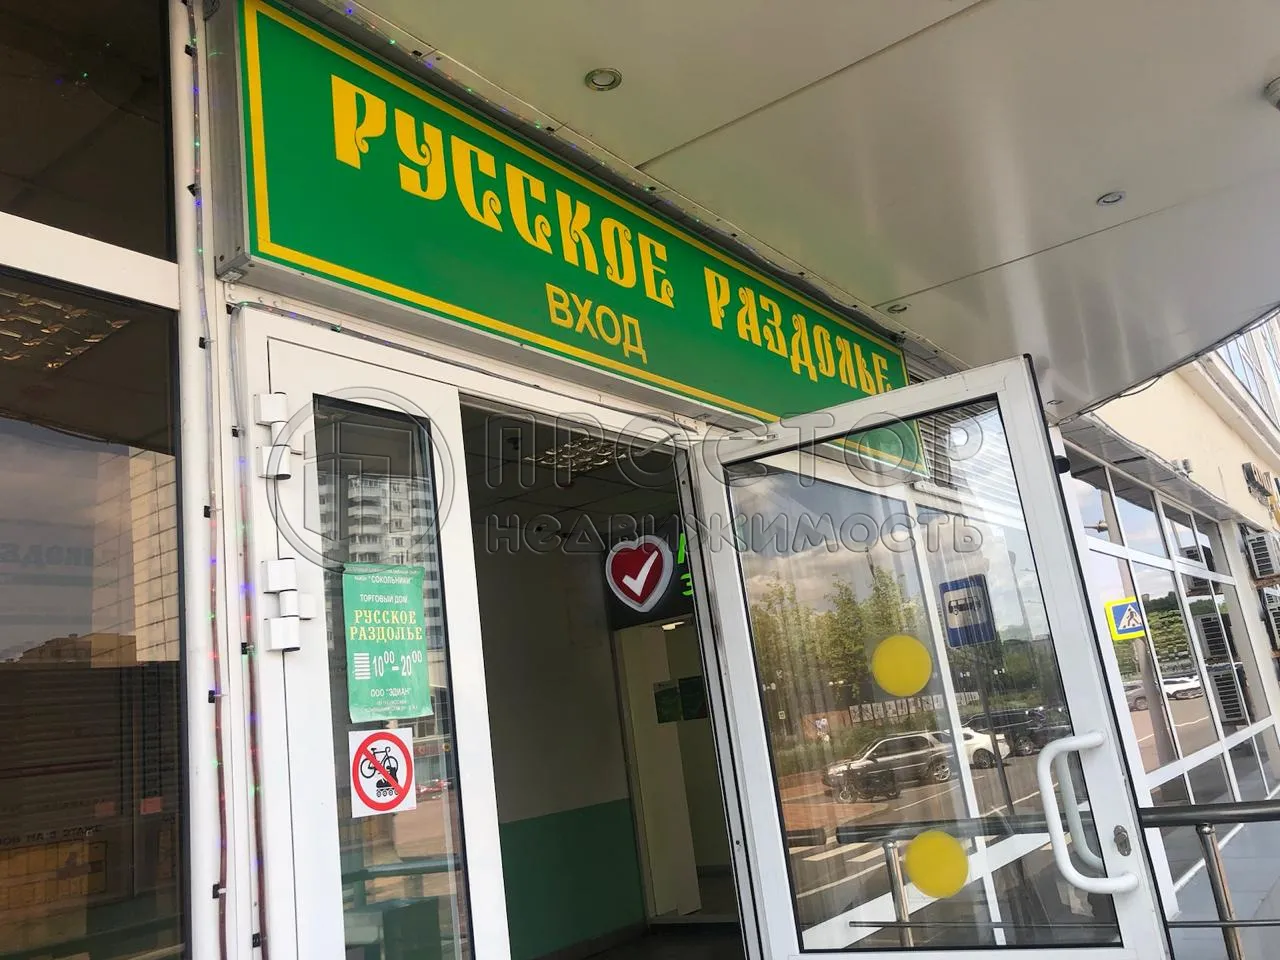 РУССКОЕ РАЗДОЛЬЕ
ВХОД
ПРОСТОР
НЕДВИЖИМОСТЬ
"СОКОЛЬНИКИ"
ТОРГОВЫЙ ДОМ
РУССКОЕ
РАЗДОЛЬЕ
10⁰⁰-20⁰⁰
ООО "ЭДИАН"